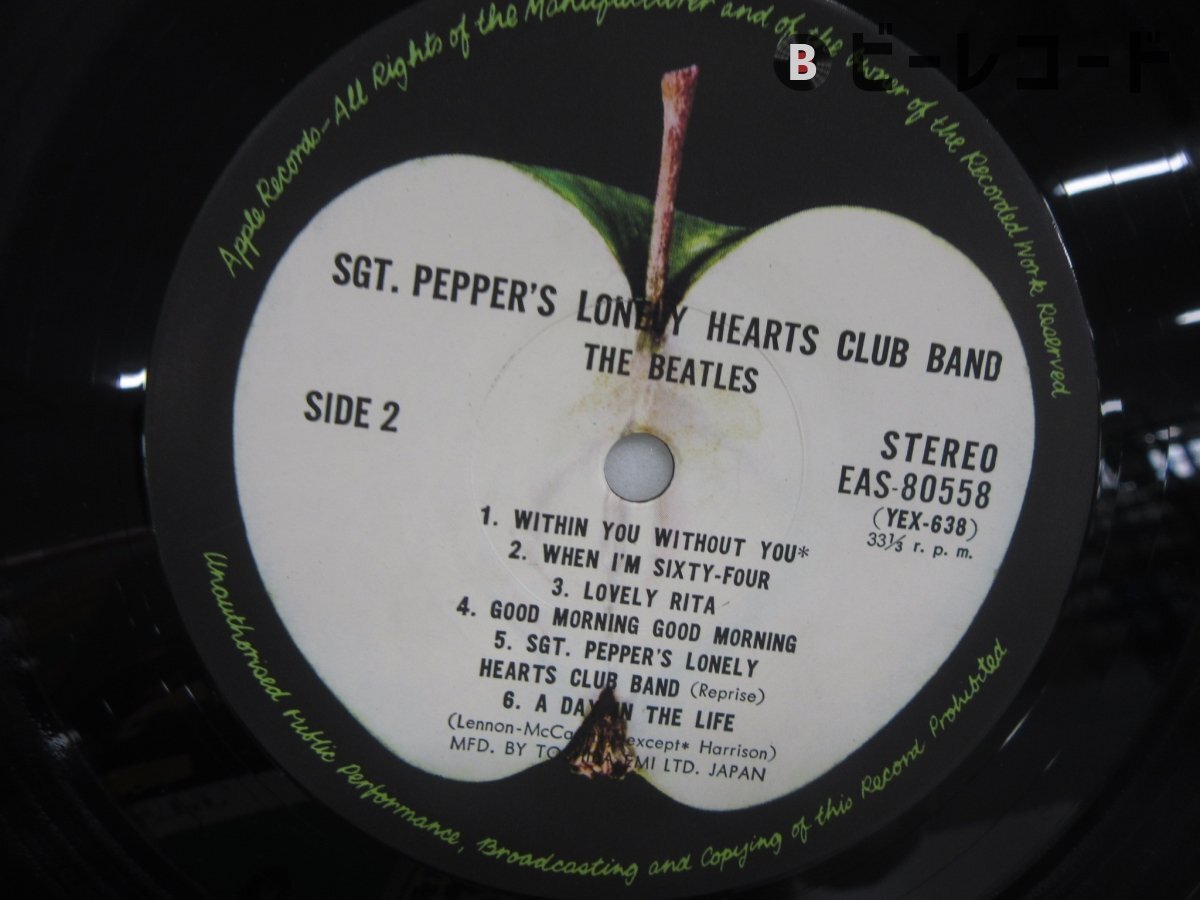 B ビーレコード
Apple Records-All Rights of the Manufacturer and of the Owner of the Recorded Work Reserved
SGT. PEPPER'S LONELY HEARTS CLUB BAND
THE BEATLES
SIDE 2
STEREO
EAS-80558
(YEX-638)
33⅓ r. p. m.
1. WITHIN YOU WITHOUT YOU*
2. WHEN I'M SIXTY-FOUR
3. LOVELY RITA
4. GOOD MORNING GOOD MORNING
5. SGT. PEPPER'S LONELY
HEARTS CLUB BAND (Reprise)
6. A DAY IN THE LIFE
(Lennon-McCa except* Harrison)
MFD. BY TOSHIBA EMI LTD. JAPAN
Unauthorised Public Performance, Broadcasting and Copying of this Record Prohibited